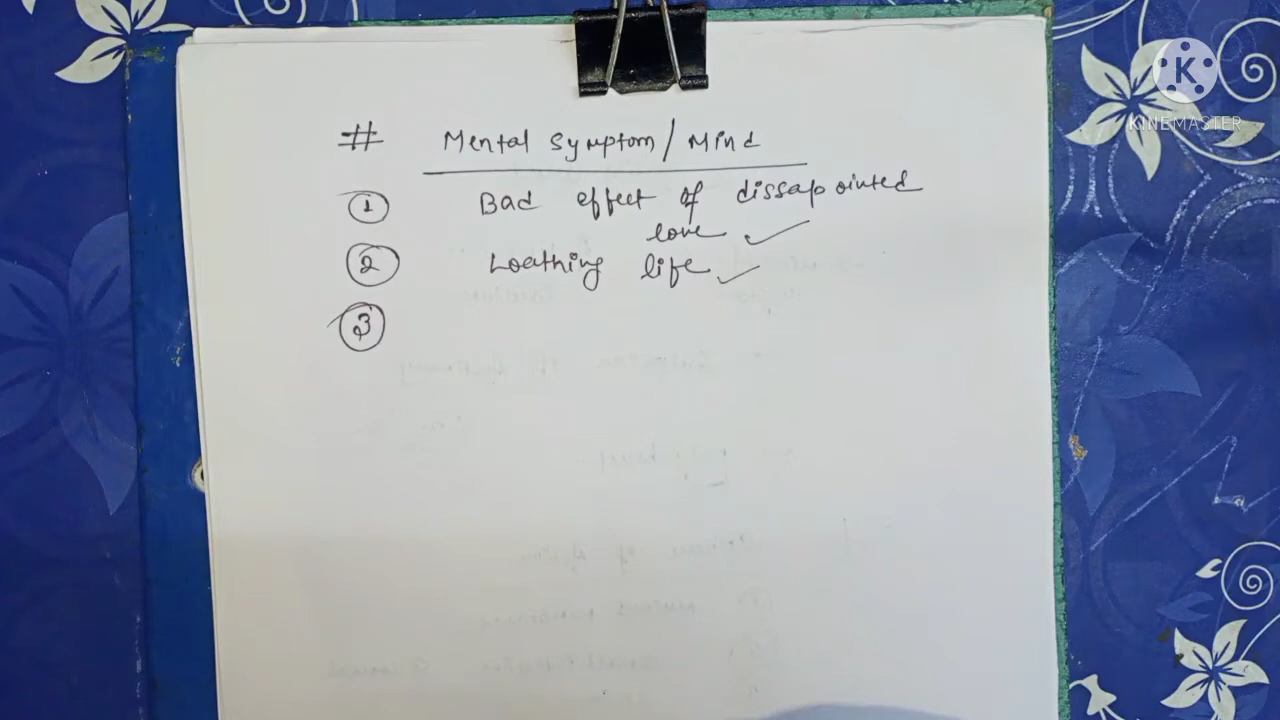 # Mental Symptom / Mind
1 Bad effect of dissapointed
love
2 Loathing life
3
K
KINEMASTER